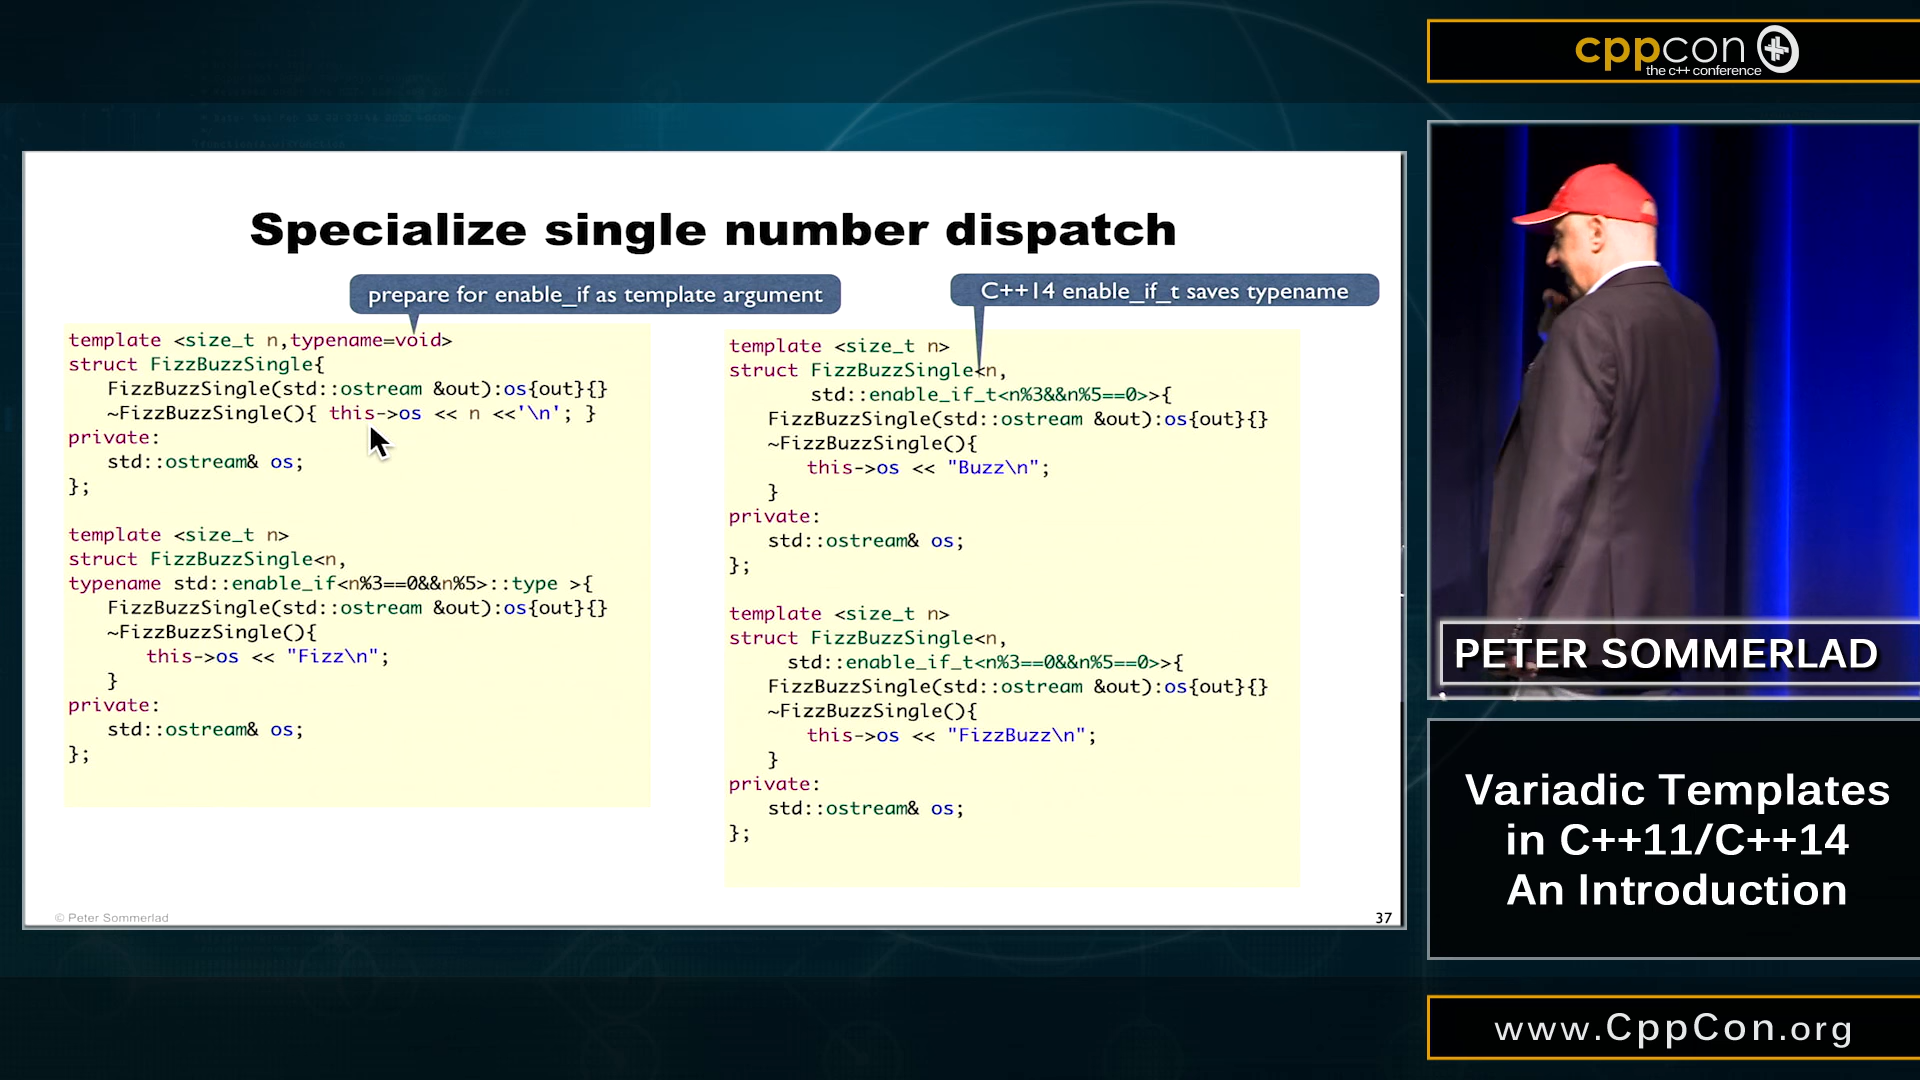 cppcon
the c++ conference
Specialize single number dispatch
prepare for enable_if as template argument
C++14 enable_if_t saves typename
template <size_t n,typename=void>
struct FizzBuzzSingle{
FizzBuzzSingle(std::ostream &out):os{out}{}
~FizzBuzzSingle(){ this->os << n <<'\n'; }
private:
std::ostream& os;
};
template <size_t n>
struct FizzBuzzSingle<n,
typename std::enable_if<n%3==0&&n%5>::type >{
FizzBuzzSingle(std::ostream &out):os{out}{}
~FizzBuzzSingle(){
this->os << "Fizz\n";
}
private:
std::ostream& os;
};
template <size_t n>
struct FizzBuzzSingle<n,
std::enable_if_t<n%3&&n%5==0>>{
FizzBuzzSingle(std::ostream &out):os{out}{}
~FizzBuzzSingle(){
this->os << "Buzz\n";
}
private:
std::ostream& os;
};
template <size_t n>
struct FizzBuzzSingle<n,
std::enable_if_t<n%3==0&&n%5==0>>{
FizzBuzzSingle(std::ostream &out):os{out}{}
~FizzBuzzSingle(){
this->os << "FizzBuzz\n";
}
private:
std::ostream& os;
};
© Peter Sommerlad
37
PETER SOMMERLAD
Variadic Templates
in C++11/C++14
An Introduction
www.CppCon.org